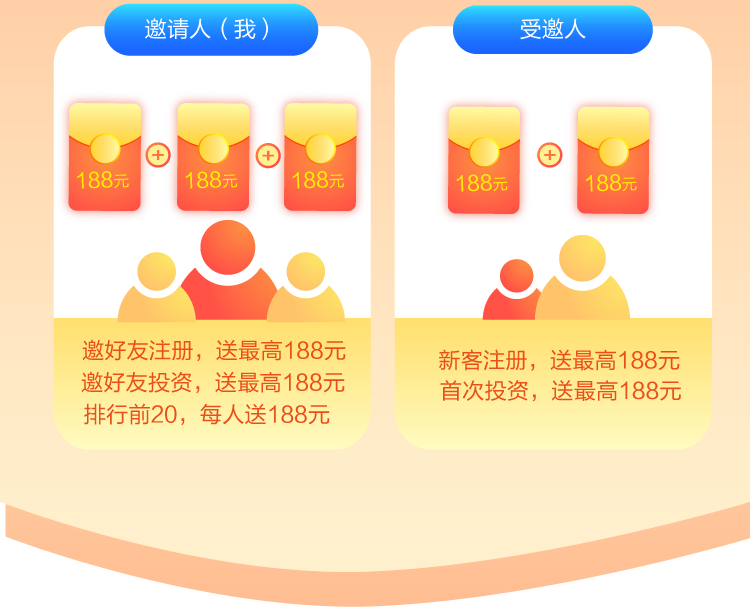 邀请人（我）
受邀人
188元
188元
188元
188元
188元
邀好友注册，送最高188元
邀好友投资，送最高188元
排行前20，每人送188元
新客注册，送最高188元
首次投资，送最高188元